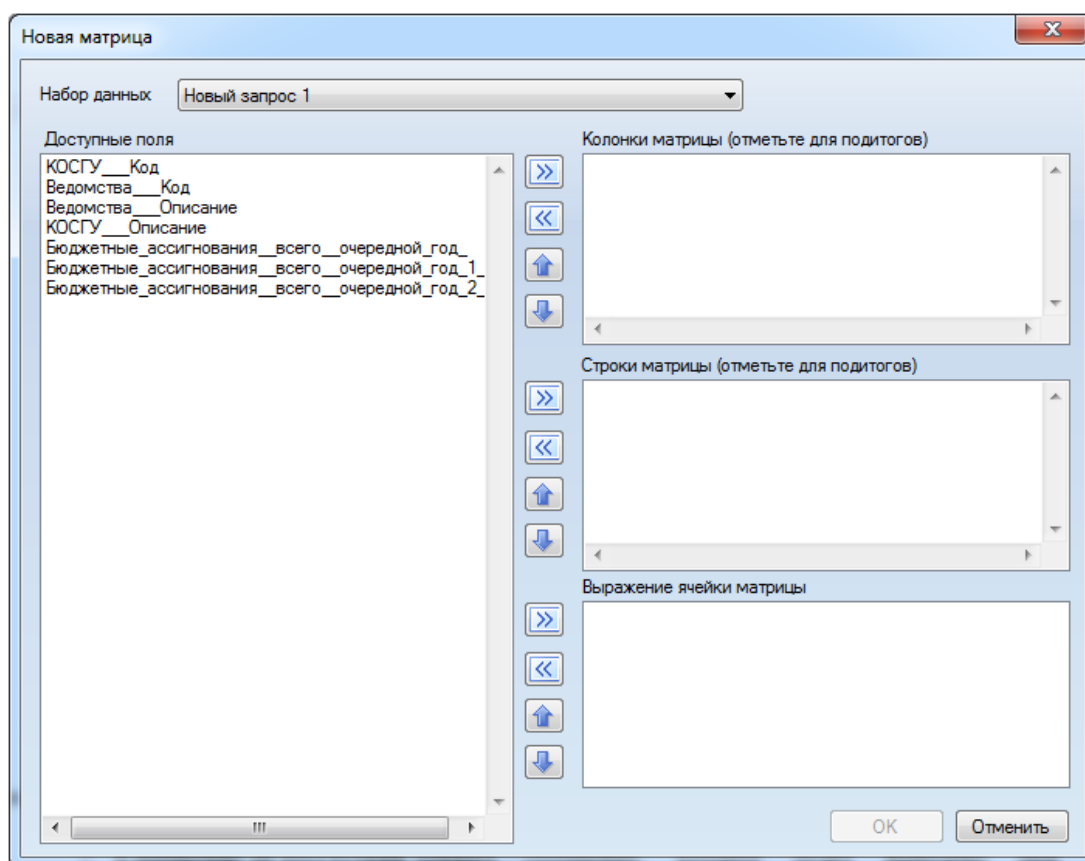 Новая матрица
Набор данных Новый запрос 1
Доступные поля
КОСГУ___Код
Ведомства___Код
Ведомства___Описание
КОСГУ___Описание
Бюджетные_ассигнования__всего__очередной_год_
Бюджетные_ассигнования__всего__очередной_год_1_
Бюджетные_ассигнования__всего__очередной_год_2_
Колонки матрицы (отметьте для подитогов)
Строки матрицы (отметьте для подитогов)
Выражение ячейки матрицы
OK Отменить